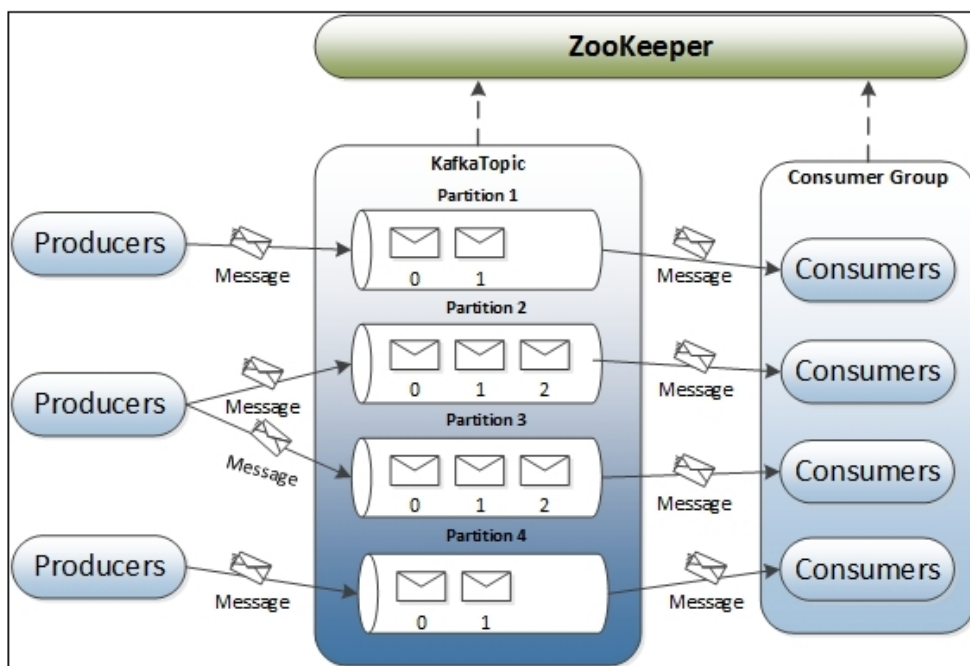 ZooKeeper
KafkaTopic
Consumer Group
Partition 1
Producers
Message
0 1
Message
Consumers
Partition 2
Producers
Message
Message
0 1 2
Message
Consumers
Partition 3
0 1 2
Message
Consumers
Partition 4
Producers
Message
0 1
Message
Consumers